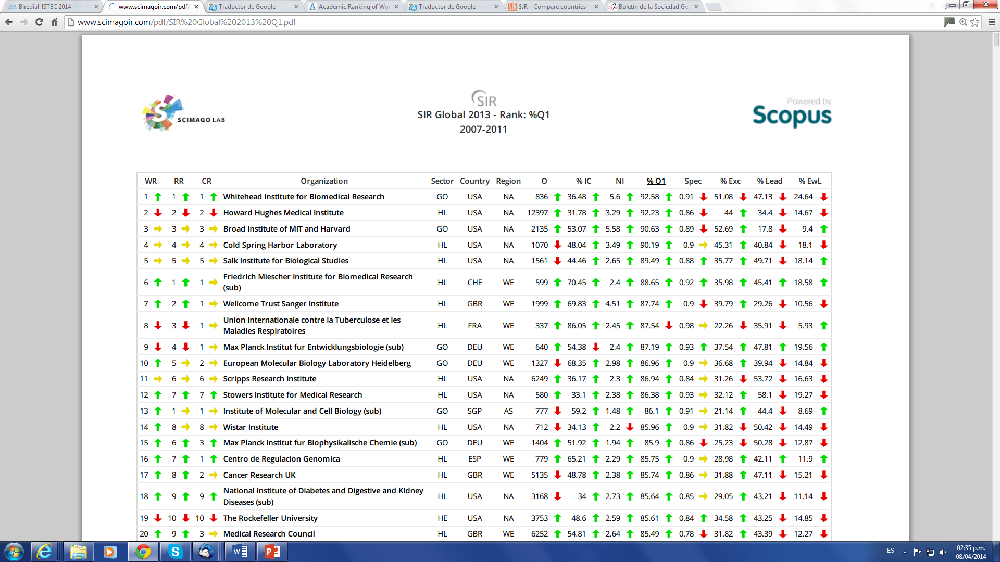 Biredial-ISTEC 2014
www.scimagoir.com/pdf/
Traductor de Google
Academic Ranking of Wo
Traductor de Google
SJR - Compare countries
Boletín de la Sociedad Geo
www.scimagoir.com/pdf/SIR%20Global%202013%20Q1.pdf
SCIMAGO LAB
SIR
SIR Global 2013 - Rank: %Q1
2007-2011
Powered by
Scopus
WR RR CR Organization Sector Country Region O % IC NI % Q1 Spec % Exc % Lead % EwL
1 1 1 Whitehead Institute for Biomedical Research GO USA NA 836 36.48 5.6 92.58 0.91 51.08 47.13 24.64
2 2 2 Howard Hughes Medical Institute HL USA NA 12397 31.78 3.29 92.23 0.86 44 34.4 14.67
3 3 3 Broad Institute of MIT and Harvard GO USA NA 2135 53.07 5.58 90.63 0.89 52.69 17.8 9.4
4 4 4 Cold Spring Harbor Laboratory HL USA NA 1070 48.04 3.49 90.19 0.9 45.31 40.84 18.1
5 5 5 Salk Institute for Biological Studies HL USA NA 1561 44.46 2.65 89.49 0.88 35.77 49.71 18.14
6 1 1 Friedrich Miescher Institute for Biomedical Research
(sub) HL CHE WE 599 70.45 2.4 88.65 0.92 35.98 45.41 18.58
7 2 1 Wellcome Trust Sanger Institute HL GBR WE 1999 69.83 4.51 87.74 0.9 39.79 29.26 10.56
8 3 1 Union Internationale contre la Tuberculose et les
Maladies Respiratoires HL FRA WE 337 86.05 2.45 87.54 0.98 22.26 35.91 5.93
9 4 1 Max Planck Institut fur Entwicklungsbiologie (sub) GO DEU WE 640 54.38 2.4 87.19 0.93 37.54 47.81 19.56
10 5 2 European Molecular Biology Laboratory Heidelberg GO DEU WE 1327 68.35 2.98 86.96 0.9 36.68 39.94 14.84
11 6 6 Scripps Research Institute HL USA NA 6249 36.17 2.3 86.94 0.84 31.26 53.72 16.63
12 7 7 Stowers Institute for Medical Research HL USA NA 580 33.1 2.38 86.38 0.93 32.12 58.1 19.27
13 1 1 Institute of Molecular and Cell Biology (sub) GO SGP AS 777 59.2 1.48 86.1 0.91 21.14 44.4 8.69
14 8 8 Wistar Institute HL USA NA 712 34.13 2.2 85.96 0.9 31.82 50.42 14.49
15 6 3 Max Planck Institut fur Biophysikalische Chemie (sub) GO DEU WE 1404 51.92 1.94 85.9 0.86 25.23 50.28 12.87
16 7 1 Centro de Regulacion Genomica HL ESP WE 779 65.21 2.29 85.75 0.9 28.98 42.11 11.9
17 8 2 Cancer Research UK HL GBR WE 5135 48.78 2.38 85.74 0.86 31.88 47.11 15.21
18 9 9 National Institute of Diabetes and Digestive and Kidney
Diseases (sub) HL USA NA 3168 34 2.73 85.64 0.85 29.05 43.21 11.14
19 10 10 The Rockefeller University HE USA NA 3753 48.6 2.59 85.61 0.84 34.58 43.25 14.85
20 9 3 Medical Research Council HL GBR WE 6252 54.81 2.64 85.49 0.78 31.82 43.39 12.27
ES
02:35 p.m.
08/04/2014